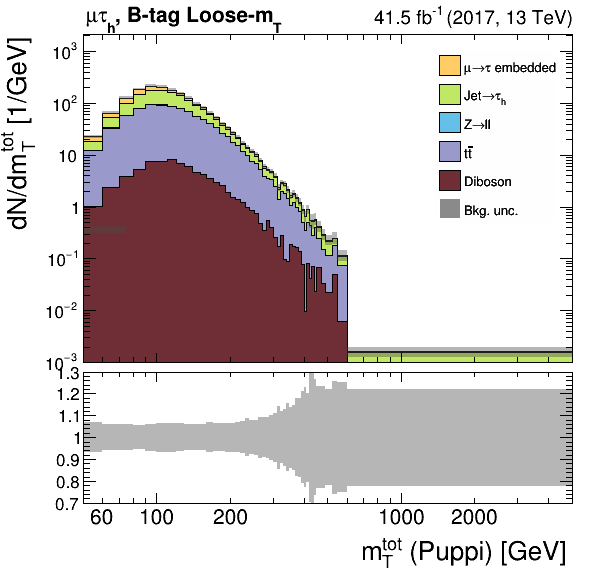 μτh, B-tag Loose-mT
41.5 fb⁻¹ (2017, 13 TeV)
dN/dmTtot [1/GeV]
10³
10²
10
1
10⁻¹
10⁻²
10⁻³
μ→τ embedded
Jet→τh
Z→ll
tt̄
Diboson
Bkg. unc.
1.3
1.2
1.1
1
0.9
0.8
0.7
60
100
200
1000
2000
mTtot (Puppi) [GeV]